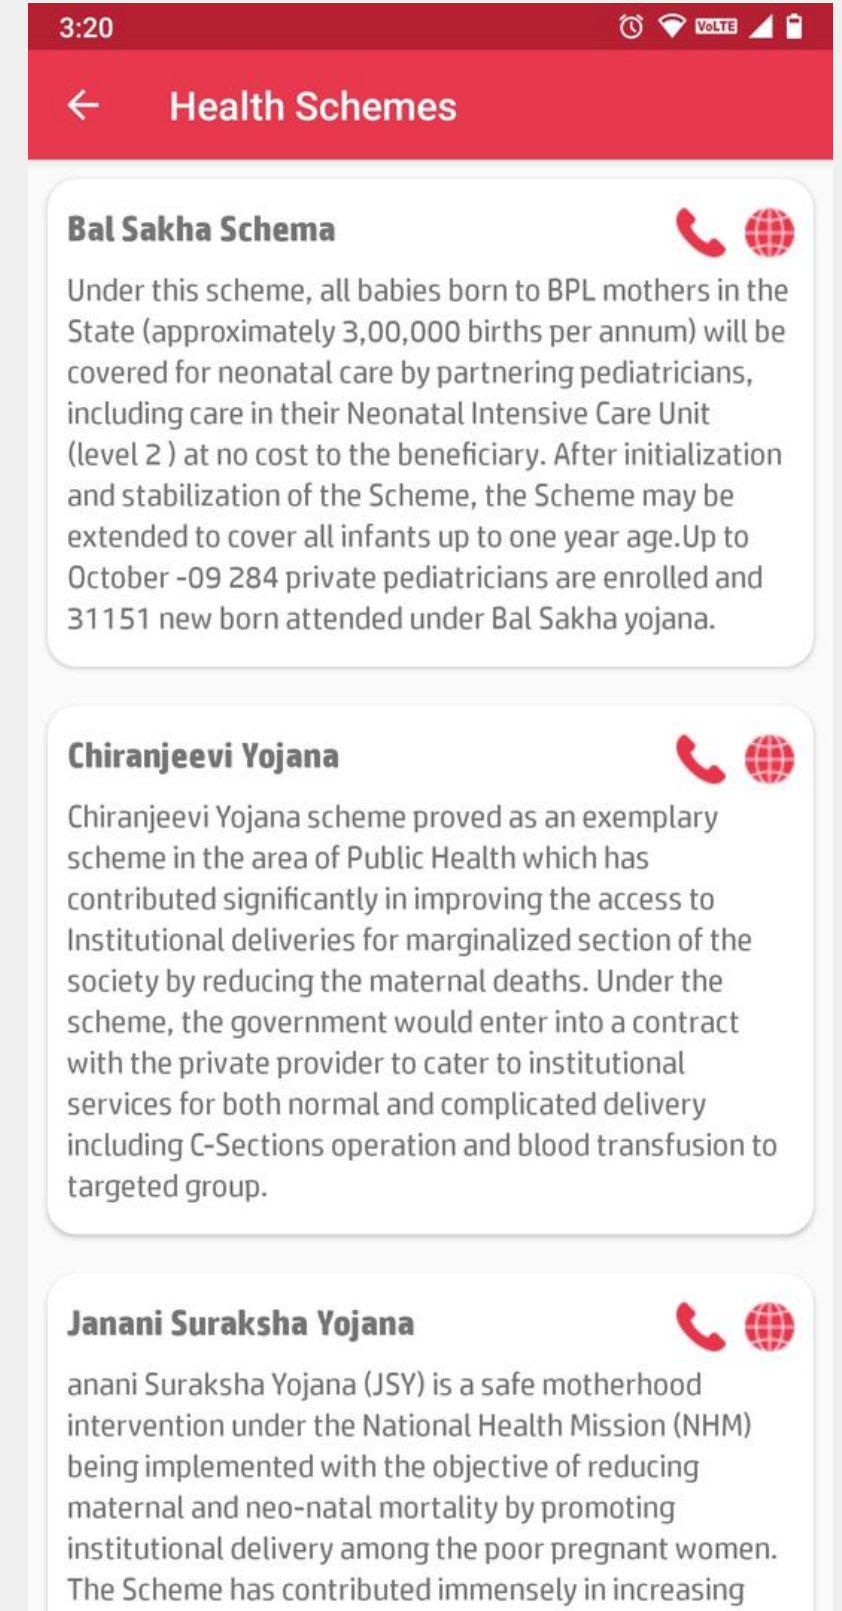 3:20
VoLTE
Health Schemes
Bal Sakha Schema
Under this scheme, all babies born to BPL mothers in the
State (approximately 3,00,000 births per annum) will be
covered for neonatal care by partnering pediatricians,
including care in their Neonatal Intensive Care Unit
(level 2 ) at no cost to the beneficiary. After initialization
and stabilization of the Scheme, the Scheme may be
extended to cover all infants up to one year age.Up to
October -09 284 private pediatricians are enrolled and
31151 new born attended under Bal Sakha yojana.
Chiranjeevi Yojana
Chiranjeevi Yojana scheme proved as an exemplary
scheme in the area of Public Health which has
contributed significantly in improving the access to
Institutional deliveries for marginalized section of the
society by reducing the maternal deaths. Under the
scheme, the government would enter into a contract
with the private provider to cater to institutional
services for both normal and complicated delivery
including C-Sections operation and blood transfusion to
targeted group.
Janani Suraksha Yojana
anani Suraksha Yojana (JSY) is a safe motherhood
intervention under the National Health Mission (NHM)
being implemented with the objective of reducing
maternal and neo-natal mortality by promoting
institutional delivery among the poor pregnant women.
The Scheme has contributed immensely in increasing